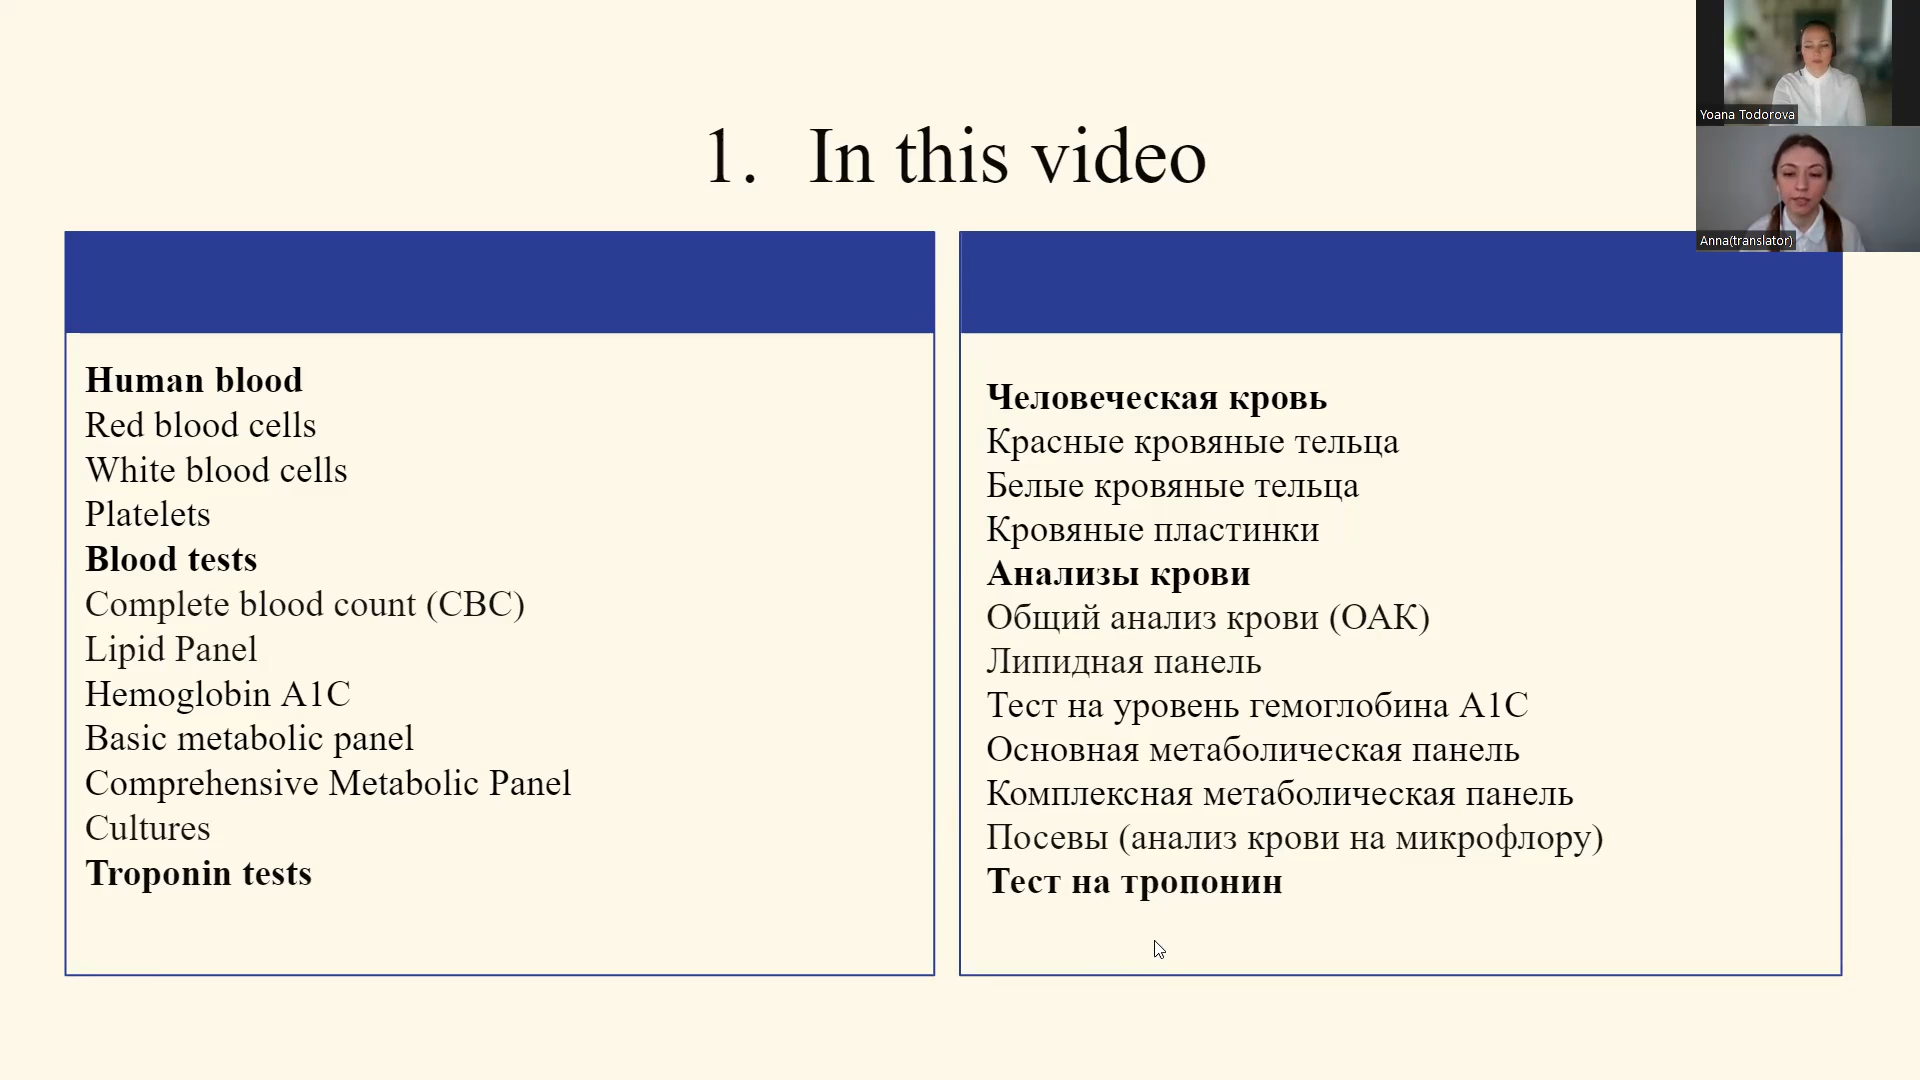 1. In this video
Yoana Todorova
Anna(translator)
Human blood
Red blood cells
White blood cells
Platelets
Blood tests
Complete blood count (CBC)
Lipid Panel
Hemoglobin A1C
Basic metabolic panel
Comprehensive Metabolic Panel
Cultures
Troponin tests
Человеческая кровь
Красные кровяные тельца
Белые кровяные тельца
Кровяные пластинки
Анализы крови
Общий анализ крови (ОАК)
Липидная панель
Тест на уровень гемоглобина A1C
Основная метаболическая панель
Комплексная метаболическая панель
Посевы (анализ крови на микрофлору)
Тест на тропонин